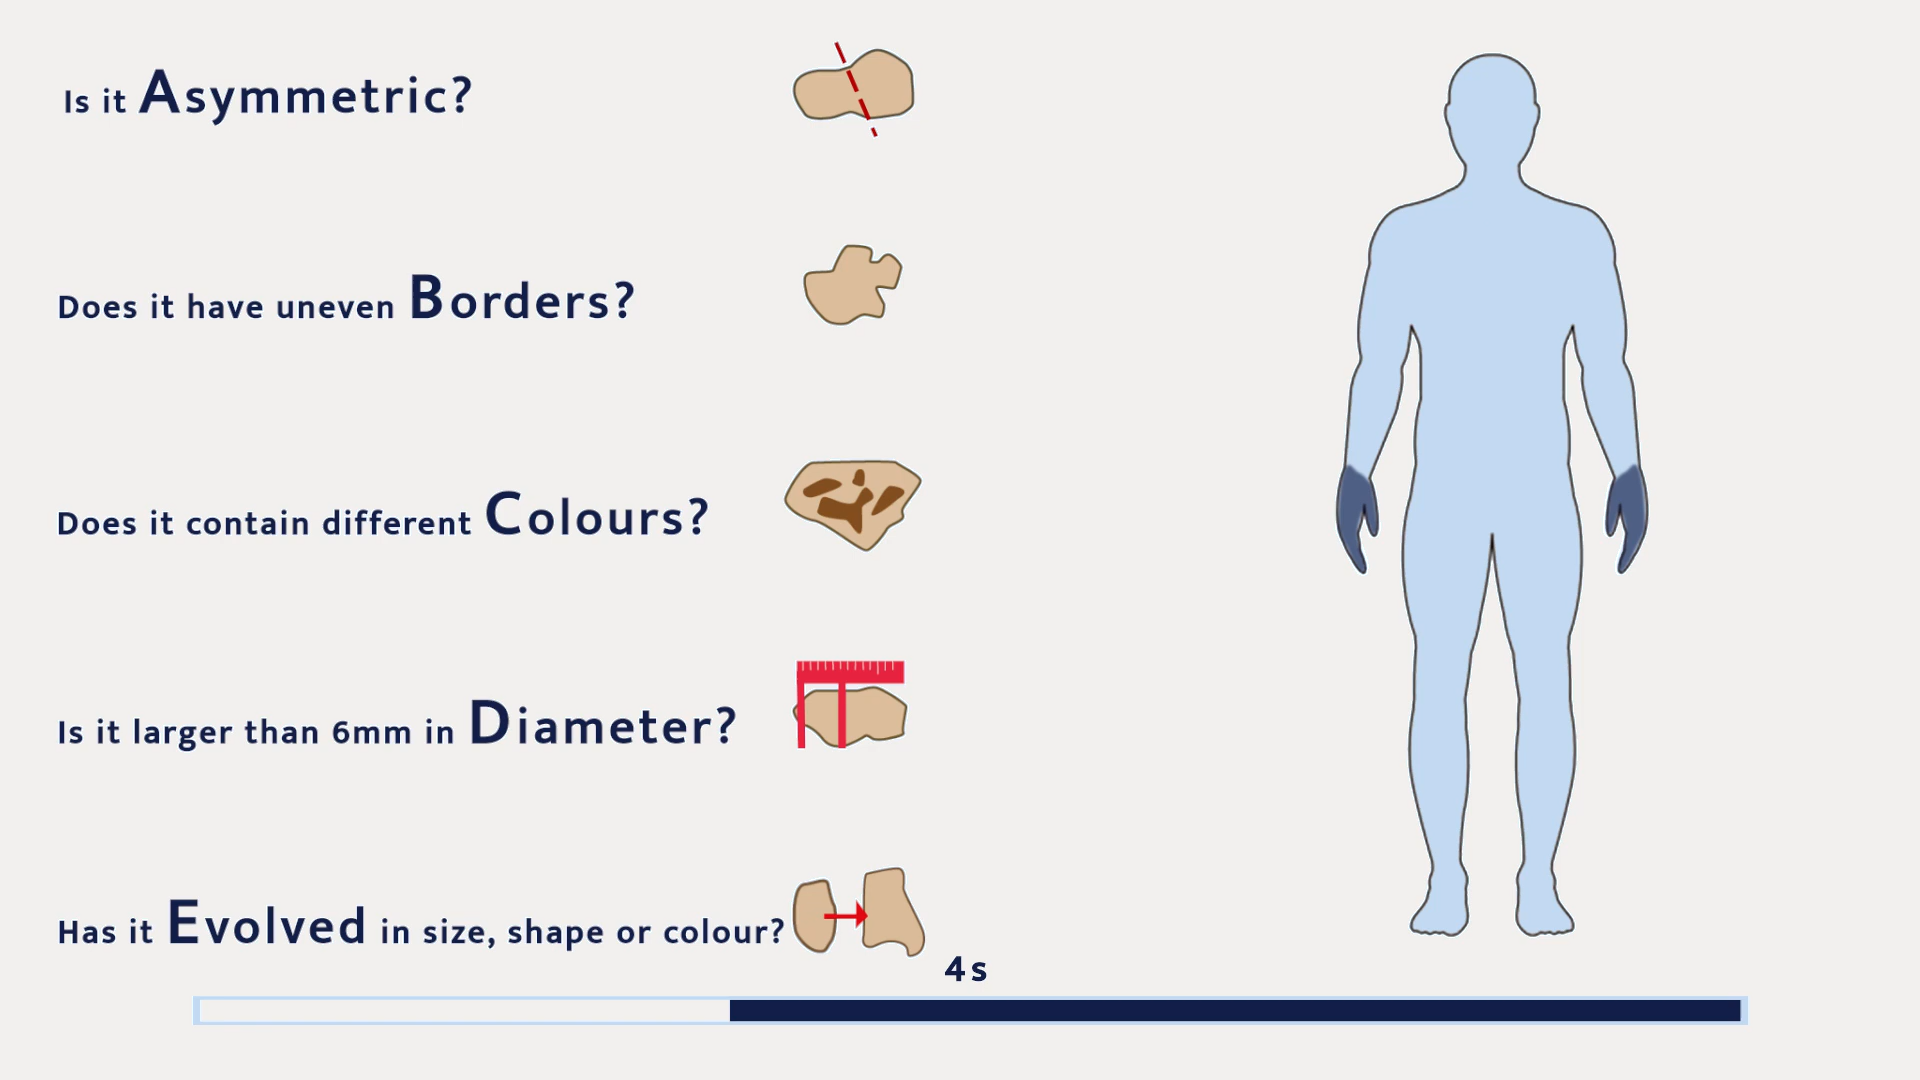 Is it Asymmetric?
Does it have uneven Borders?
Does it contain different Colours?
Is it larger than 6mm in Diameter?
Has it Evolved in size, shape or colour?
4s